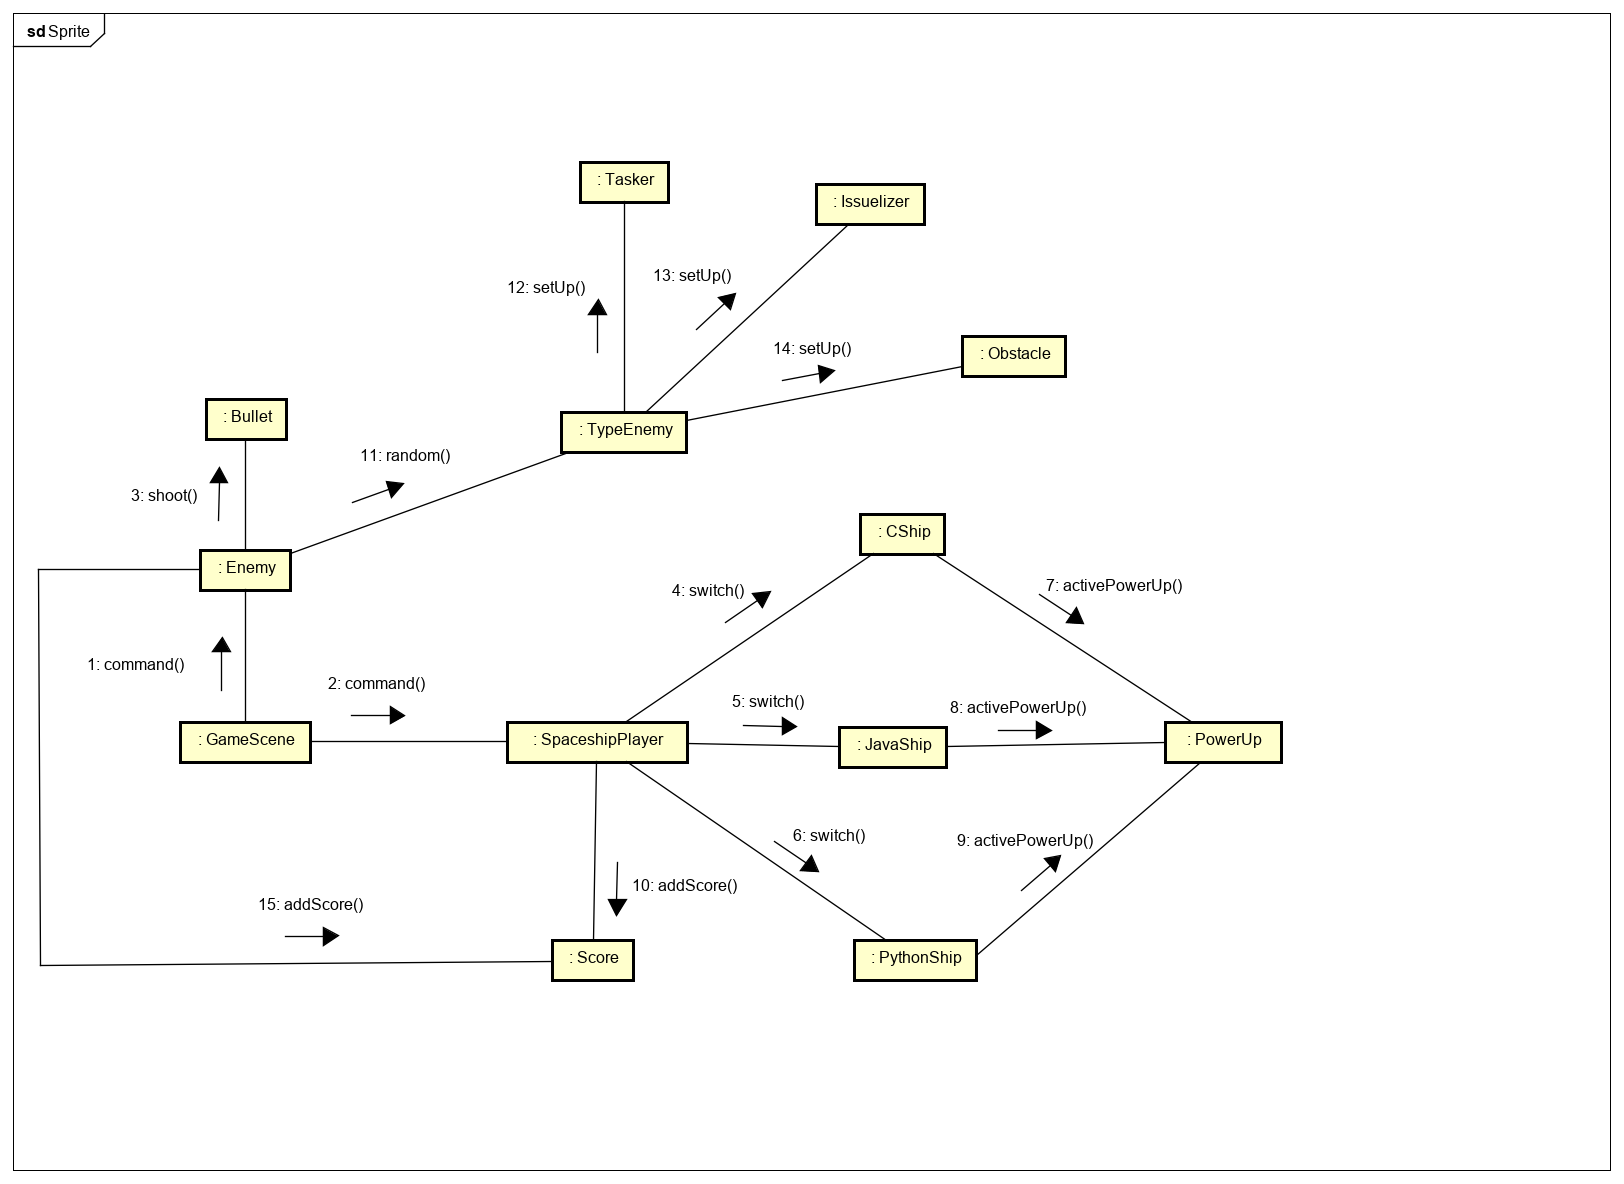 sd Sprite
: Tasker
: Issuelizer
13: setUp()
12: setUp()
14: setUp()
: Obstacle
: Bullet
: TypeEnemy
11: random()
3: shoot()
: CShip
: Enemy
4: switch()
7: activePowerUp()
1: command()
2: command()
5: switch()
8: activePowerUp()
: GameScene
: SpaceshipPlayer
: JavaShip
: PowerUp
6: switch()
9: activePowerUp()
10: addScore()
15: addScore()
: Score
: PythonShip